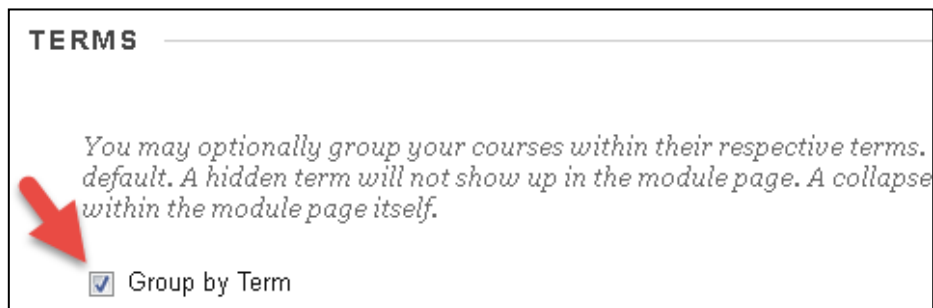 TERMS
You may optionally group your courses within their respective terms.
default. A hidden term will not show up in the module page. A collapse
within the module page itself.
Group by Term